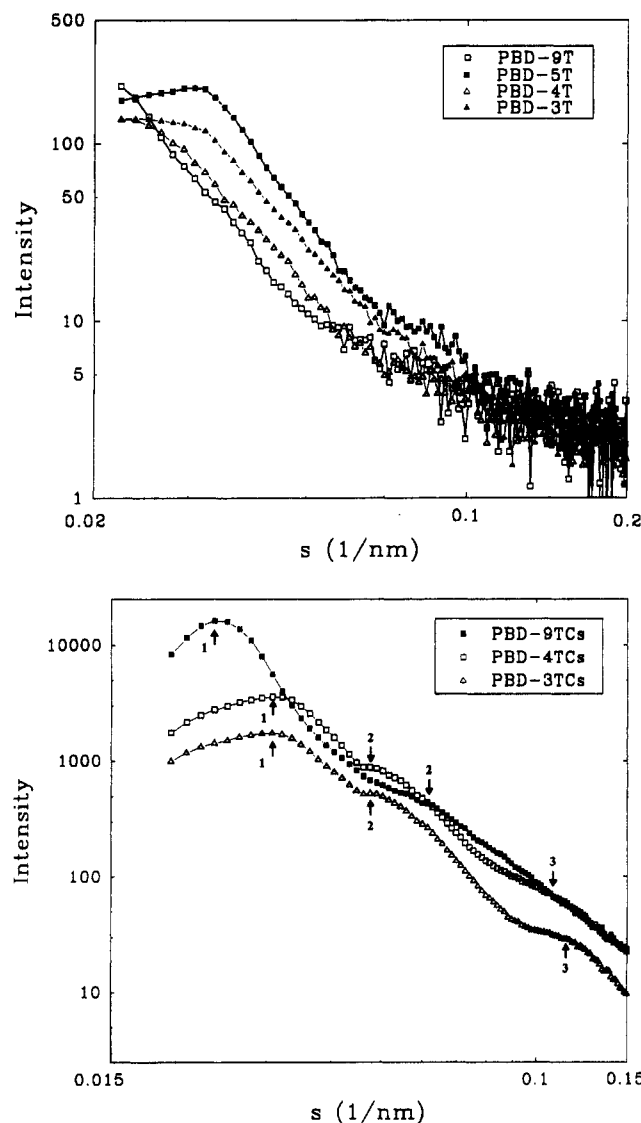 500
100
50
10
5
1
Intensity
PBD-9T
PBD-5T
PBD-4T
PBD-3T
0.02
0.1
0.2
s (1/nm)
10000
1000
100
10
Intensity
PBD-9TCs
PBD-4TCs
PBD-3TCs
1
1
1
2
2
2
3
3
0.015
0.1
0.15
s (1/nm)